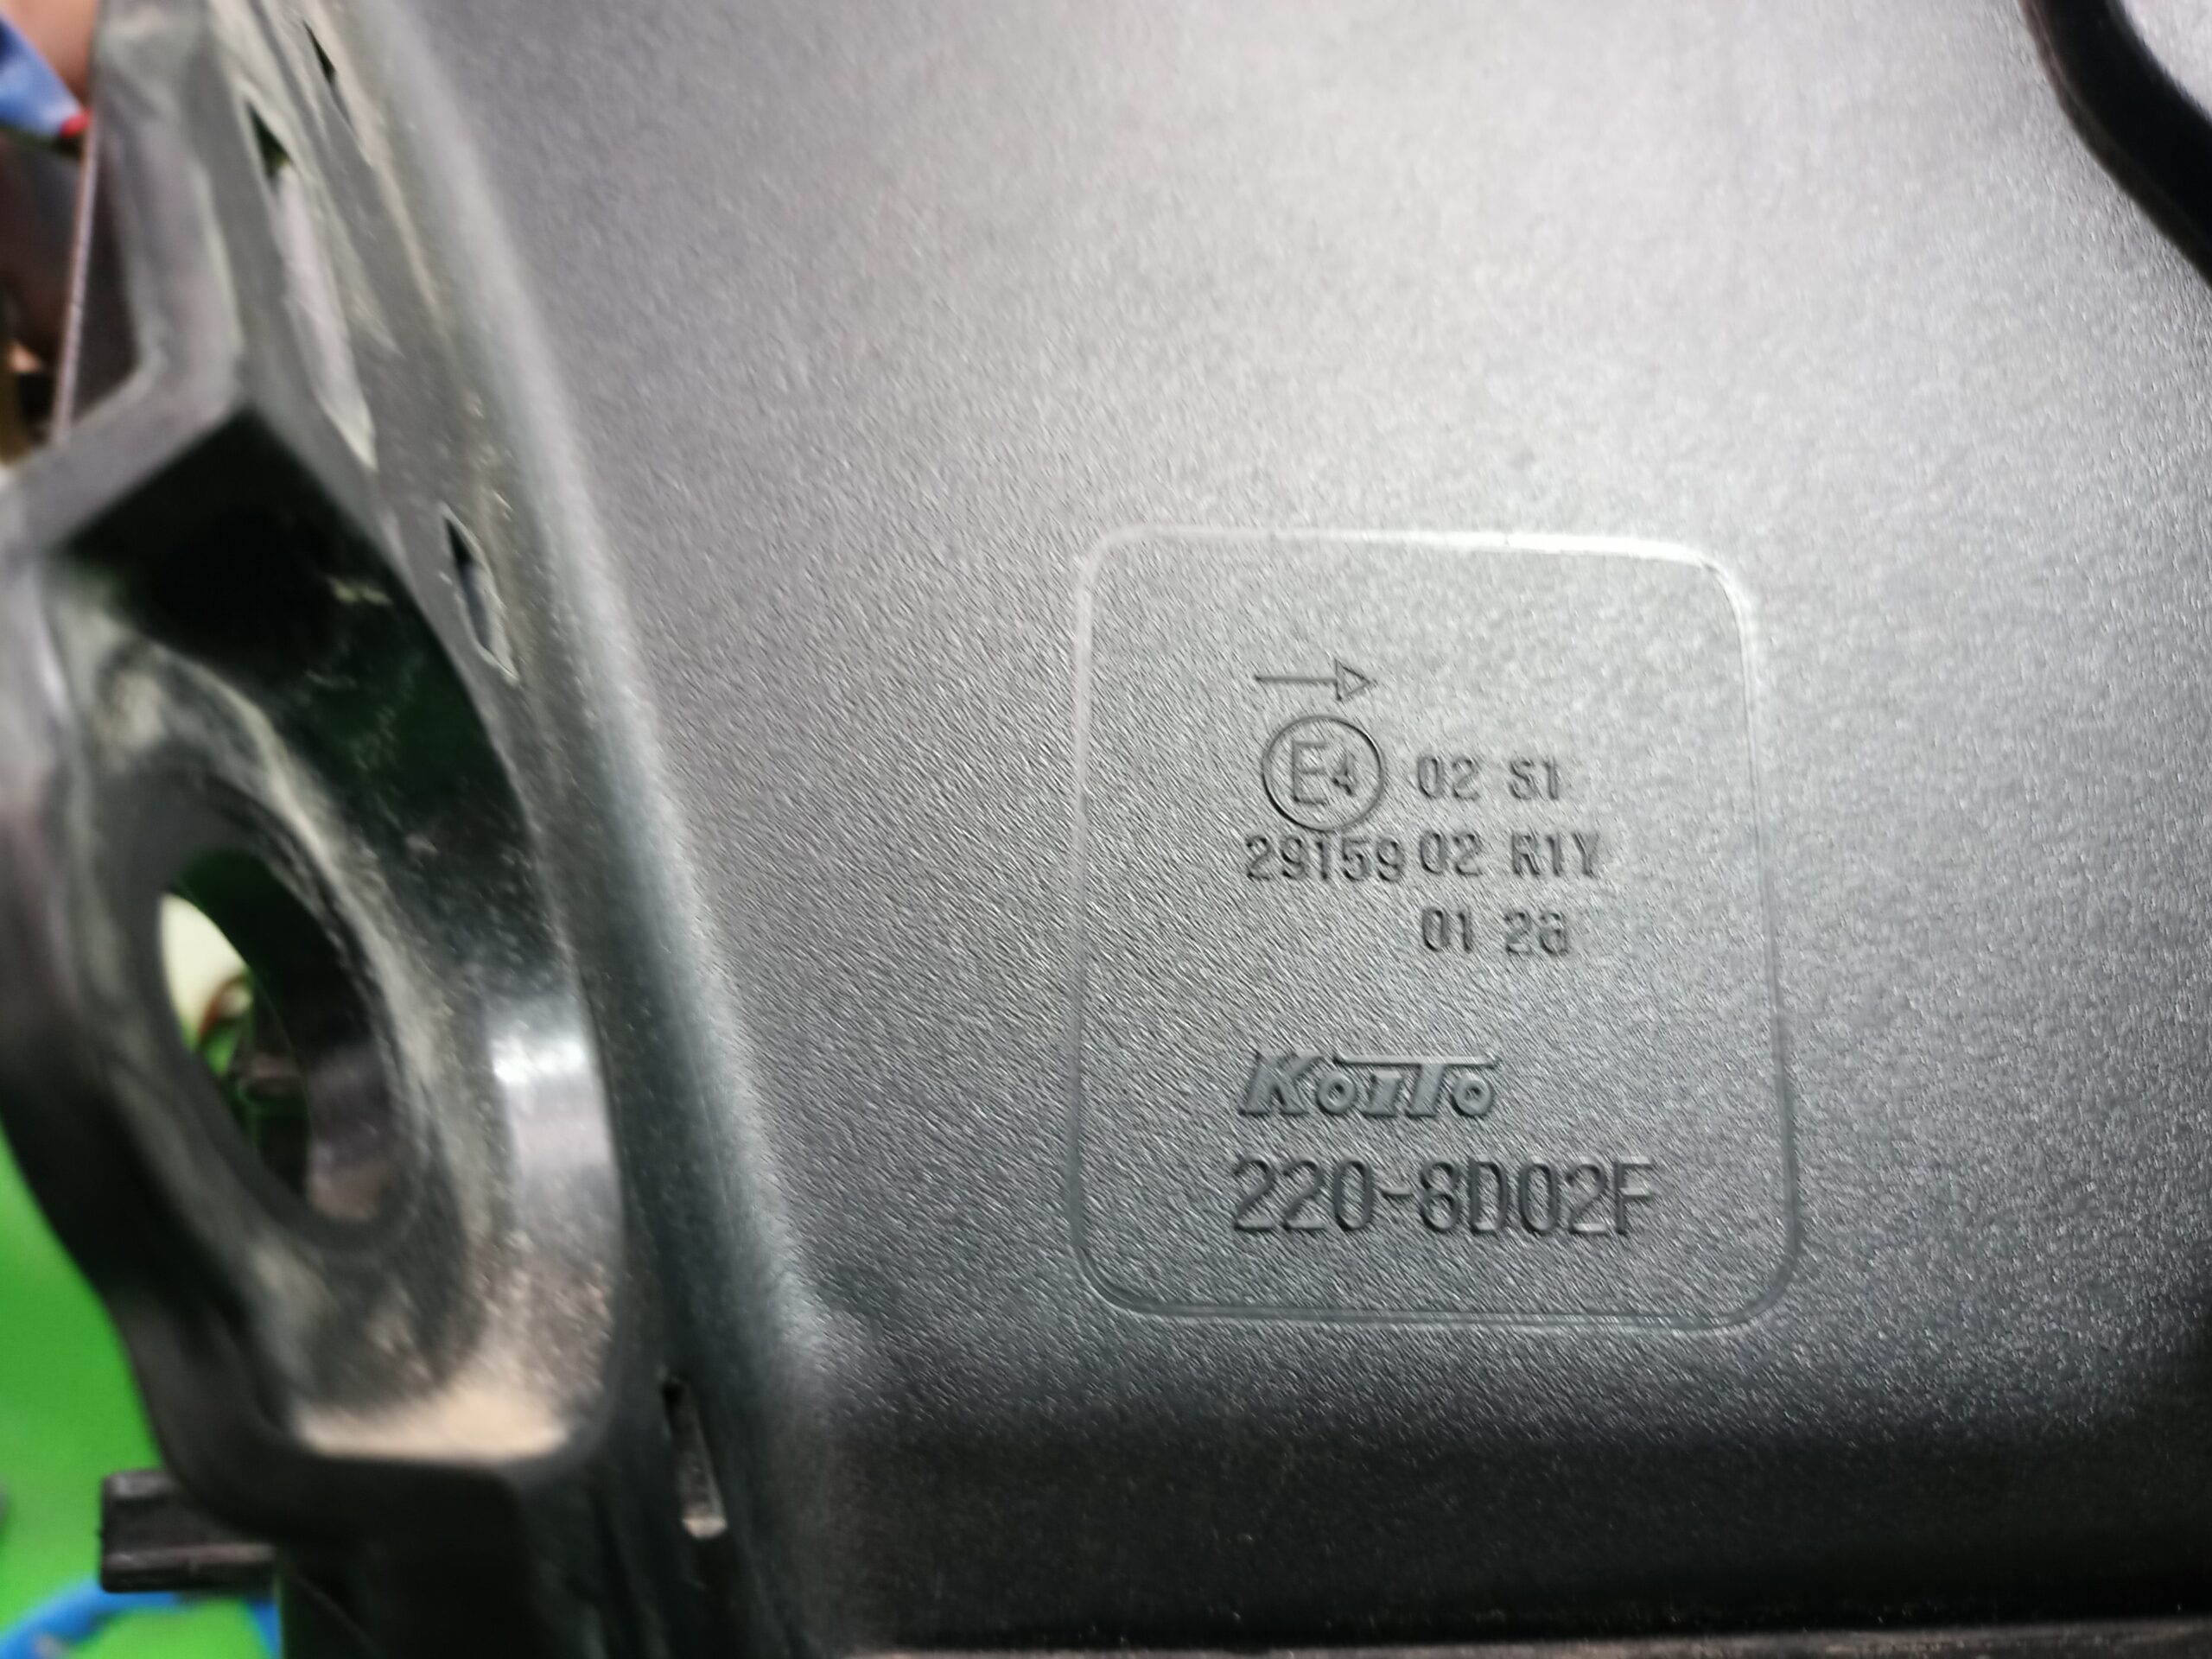 E4 02 S1
29159 02 R1Y
01 2a
KOITO
220-8D02F